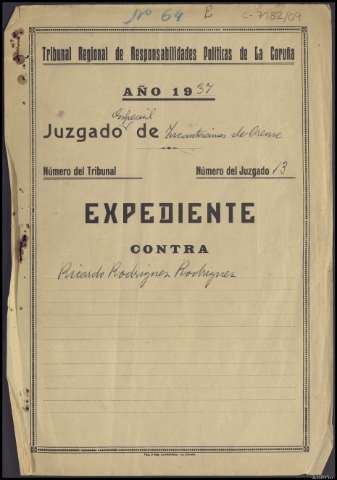 Nº 64 E C-7182/09
Tribunal Regional de Responsabilidades Políticas de La Coruña
AÑO 1937
Especial
Juzgado de Incautaciones de Orense
Número del Tribunal Número del Juzgado 13
EXPEDIENTE
CONTRA
Ricardo Rodriguez Rodriguez